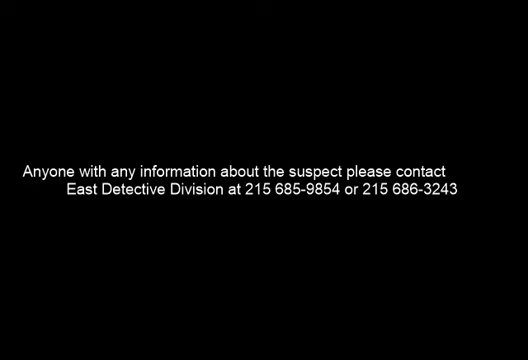 Anyone with any information about the suspect please contact
East Detective Division at 215 685-9854 or 215 686-3243